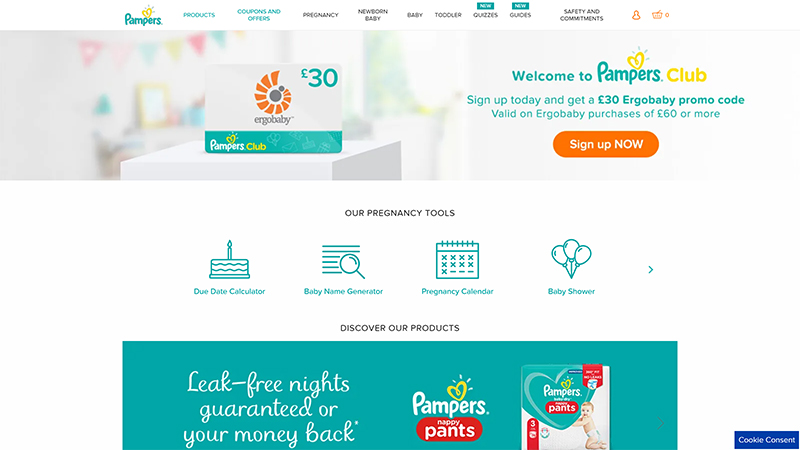 Pampers.
PRODUCTS
COUPONS AND
OFFERS
PREGNANCY
NEWBORN
BABY
BABY
TODDLER
NEW
QUIZZES
NEW
GUIDES
SAFETY AND
COMMITMENTS
0
£30
ergobaby
Pampers. Club
Welcome to Pampers. Club
Sign up today and get a £30 Ergobaby promo code
Valid on Ergobaby purchases of £60 or more
Sign up NOW
OUR PREGNANCY TOOLS
Due Date Calculator
Baby Name Generator
Pregnancy Calendar
Baby Shower
DISCOVER OUR PRODUCTS
Leak-free nights
guaranteed or
your money back*
Pampers.
nappy
pants
Pampers
baby-dry
nappy
pants
3
Cookie Consent